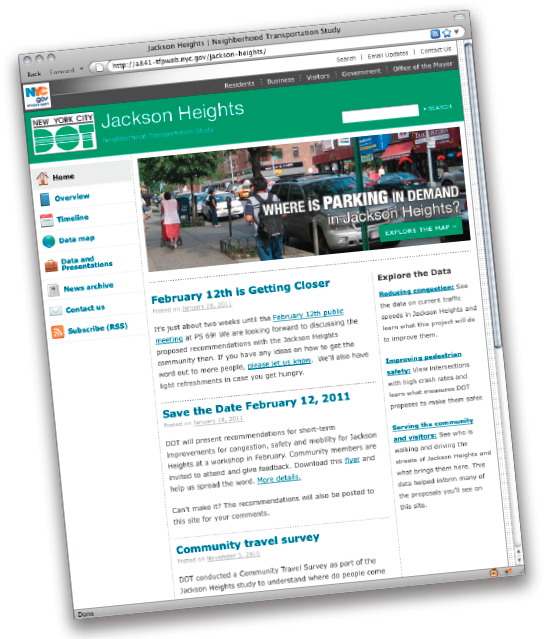 Jackson Heights | Neighborhood Transportation Study
Back Forward
http://a841-tfpweb.nyc.gov/jackson-heights/
Search | Email Updates | Contact Us
Residents Business Visitors Government Office of the Mayor
NYC
.gov
NEW YORK CITY
DOT
Jackson Heights
Neighborhood Transportation Study
SEARCH
Home
Overview
Timeline
Data map
Data and
Presentations
News archive
Contact us
Subscribe (RSS)
WHERE IS PARKING IN DEMAND
in Jackson Heights?
EXPLORE THE MAP
February 12th is Getting Closer
Posted on January 28, 2011
It's just about two weeks until the February 12th public
meeting at PS 69! We are looking forward to discussing the
proposed recommendations with the Jackson Heights
community then. If you have any ideas on how to get the
word out to more people, please let us know. We'll also have
light refreshments in case you get hungry.
Save the Date February 12, 2011
Posted on January 18, 2011
DOT will present recommendations for short-term
improvements for congestion, safety and mobility for Jackson
Heights at a workshop in February. Community members are
invited to attend and give feedback. Download this flyer and
help us spread the word. More details.
Can't make it? The recommendations will also be posted to
this site for your comments.
Community travel survey
Posted on November 3, 2010
DOT conducted a Community Travel Survey as part of the
Jackson Heights study to understand where do people come
Explore the Data
Reducing congestion: See
the data on current traffic
speeds in Jackson Heights and
learn what this project will do
to improve them.
Improving pedestrian
safety: View intersections
with high crash rates and
learn what measures DOT
proposes to make them safer.
Serving the community
and visitors: See who is
walking and driving the
streets of Jackson Heights and
what brings them here. This
data helped inform many of
the proposals you'll see on
this site.
Done